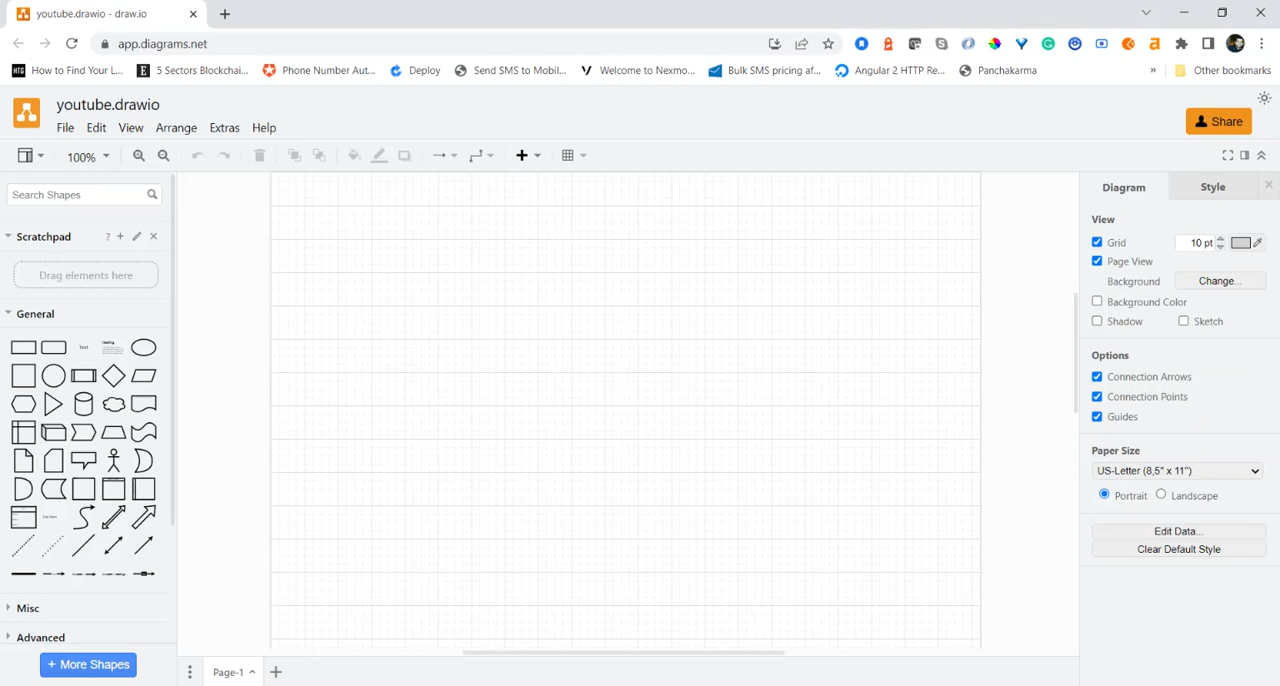 youtube.drawio - draw.io
app.diagrams.net
How to Find Your L...
5 Sectors Blockchai...
Phone Number Aut...
Deploy
Send SMS to Mobil...
Welcome to Nexmo...
Bulk SMS pricing af...
Angular 2 HTTP Re...
Panchakarma
»
Other bookmarks
youtube.drawio
File Edit View Arrange Extras Help
Share
100%
Search Shapes
Scratchpad
?
Drag elements here
General
Text
Heading
Misc
Advanced
+ More Shapes
Page-1
Diagram
Style
View
Grid
10 pt
Page View
Background
Change...
Background Color
Shadow
Sketch
Options
Connection Arrows
Connection Points
Guides
Paper Size
US-Letter (8,5" x 11")
Portrait
Landscape
Edit Data...
Clear Default Style